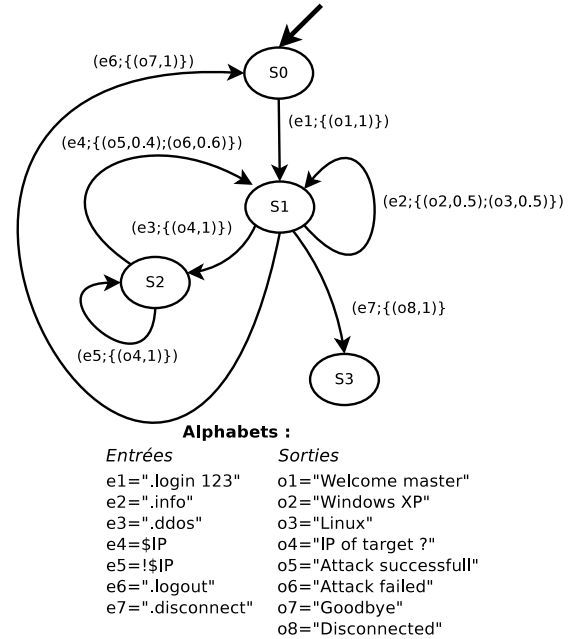 (e6;{(o7,1)})
S0
(e1;{(o1,1)})
(e4;{(o5,0.4);(o6,0.6)})
S1
(e2;{(o2,0.5);(o3,0.5)})
(e3;{(o4,1)})
S2
(e7;{(o8,1)}
(e5;{(o4,1)})
S3
Alphabets :
Entrées Sorties
e1=".login 123" o1="Welcome master"
e2=".info" o2="Windows XP"
e3=".ddos" o3="Linux"
e4=$IP o4="IP of target ?"
e5=!$IP o5="Attack successfull"
e6=".logout" o6="Attack failed"
e7=".disconnect" o7="Goodbye"
o8="Disconnected"